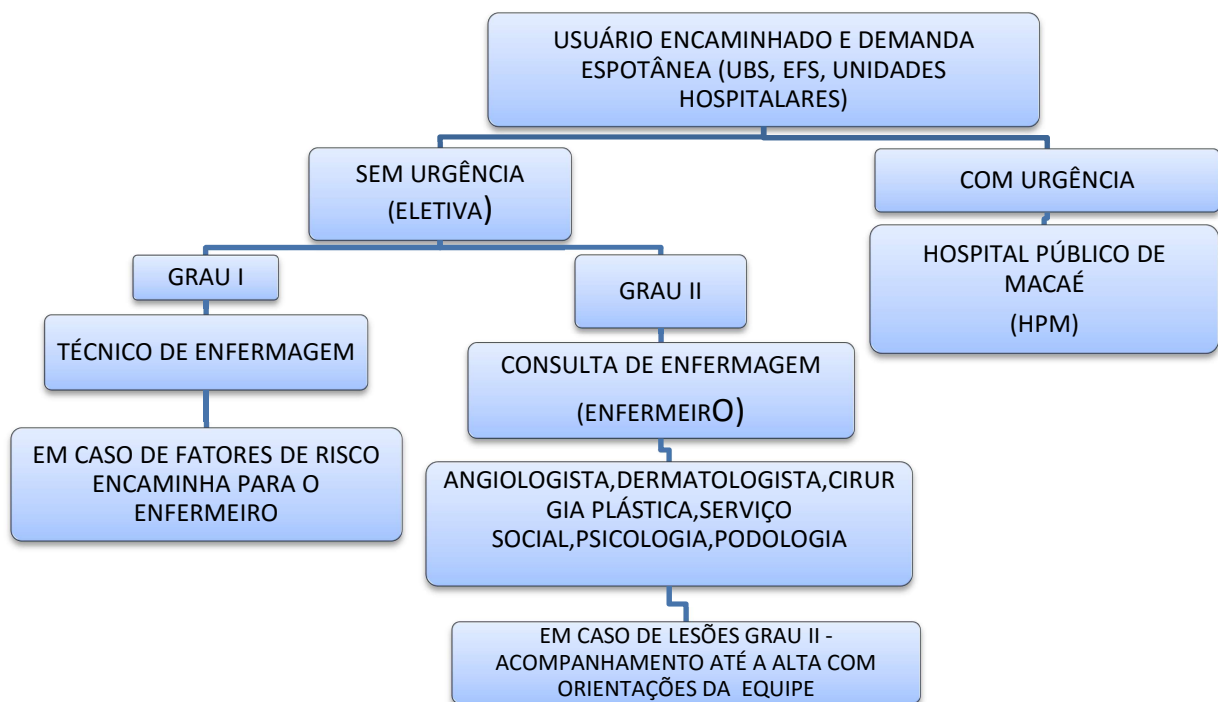 USUÁRIO ENCAMINHADO E DEMANDA
ESPOTÂNEA (UBS, EFS, UNIDADES
HOSPITALARES)
SEM URGÊNCIA
(ELETIVA)
COM URGÊNCIA
GRAU I
GRAU II
HOSPITAL PÚBLICO DE
MACAÉ
(HPM)
TÉCNICO DE ENFERMAGEM
CONSULTA DE ENFERMAGEM
(ENFERMEIRO)
EM CASO DE FATORES DE RISCO
ENCAMINHA PARA O
ENFERMEIRO
ANGIOLOGISTA,DERMATOLOGISTA,CIRUR
GIA PLÁSTICA,SERVIÇO
SOCIAL,PSICOLOGIA,PODOLOGIA
EM CASO DE LESÕES GRAU II -
ACOMPANHAMENTO ATÉ A ALTA COM
ORIENTAÇÕES DA EQUIPE